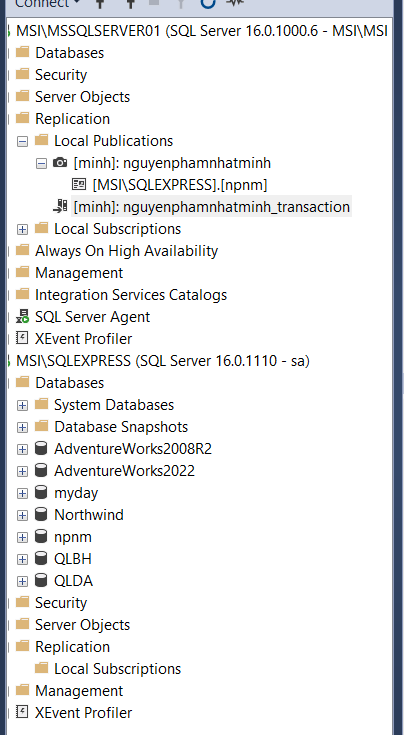 Connect
MSI\MSSQLSERVER01 (SQL Server 16.0.1000.6 - MSI\MSI
Databases
Security
Server Objects
Replication
Local Publications
[minh]: nguyenphamnhatminh
[MSI\SQLEXPRESS].[npnm]
[minh]: nguyenphamnhatminh_transaction
Local Subscriptions
Always On High Availability
Management
Integration Services Catalogs
SQL Server Agent
XEvent Profiler
MSI\SQLEXPRESS (SQL Server 16.0.1110 - sa)
Databases
System Databases
Database Snapshots
AdventureWorks2008R2
AdventureWorks2022
myday
Northwind
npnm
QLBH
QLDA
Security
Server Objects
Replication
Local Subscriptions
Management
XEvent Profiler